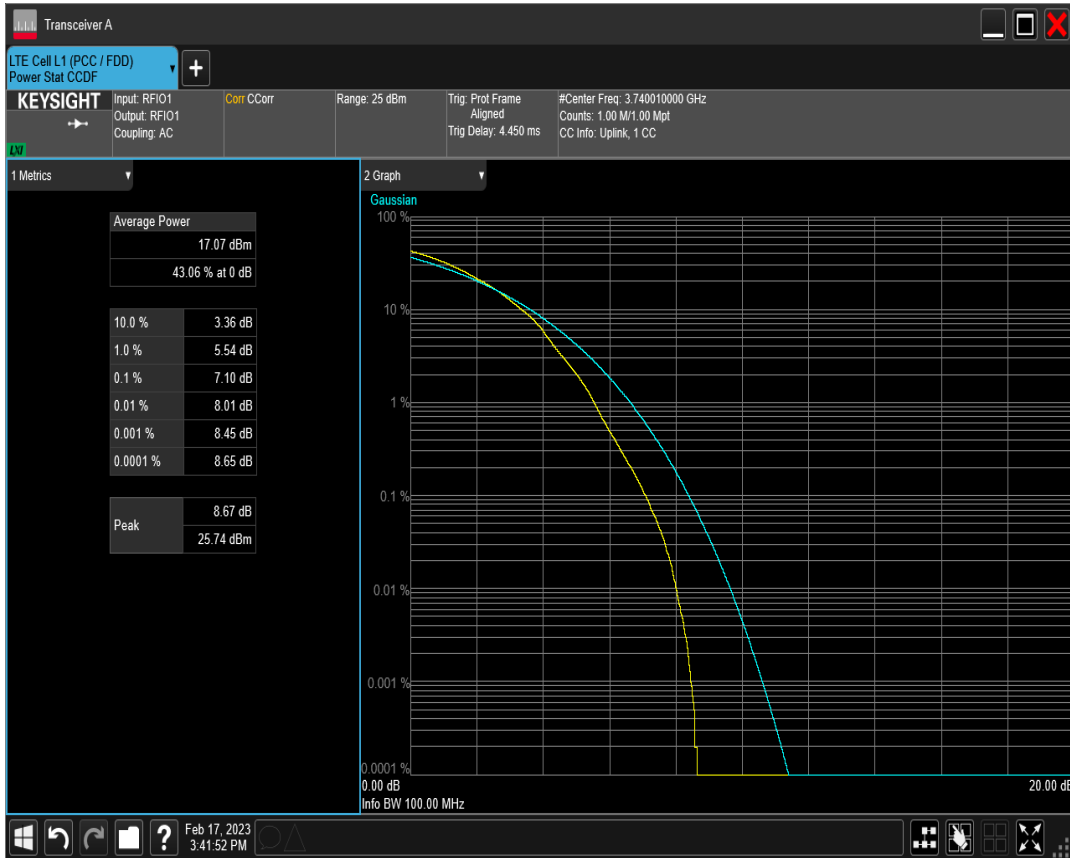 Transceiver A
LTE Cell L1 (PCC / FDD)
Power Stat CCDF
+
KEYSIGHT
LXI
Input: RFIO1
Output: RFIO1
Coupling: AC
Corr CCorr
Range: 25 dBm
Trig: Prot Frame
Aligned
Trig Delay: 4.450 ms
#Center Freq: 3.740010000 GHz
Counts: 1.00 M/1.00 Mpt
CC Info: Uplink, 1 CC
1 Metrics
Average Power
17.07 dBm
43.06 % at 0 dB
10.0 % 3.36 dB
1.0 % 5.54 dB
0.1 % 7.10 dB
0.01 % 8.01 dB
0.001 % 8.45 dB
0.0001 % 8.65 dB
Peak 8.67 dB
25.74 dBm
2 Graph
Gaussian
100 %
10 %
1 %
0.1 %
0.01 %
0.001 %
0.0001 %
0.00 dB 20.00 dB
Info BW 100.00 MHz
?
Feb 17, 2023
3:41:52 PM